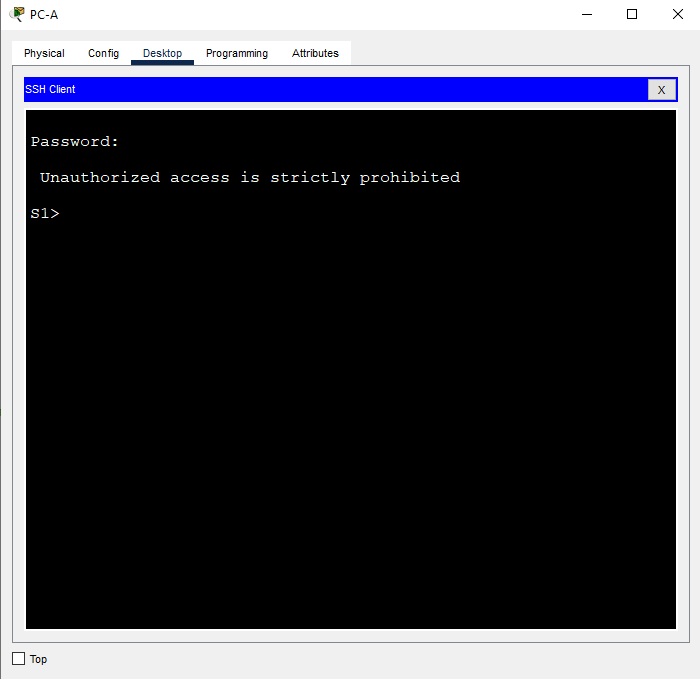 PC-A
Physical Config Desktop Programming Attributes
SSH Client X
Password:
Unauthorized access is strictly prohibited
S1>
Top